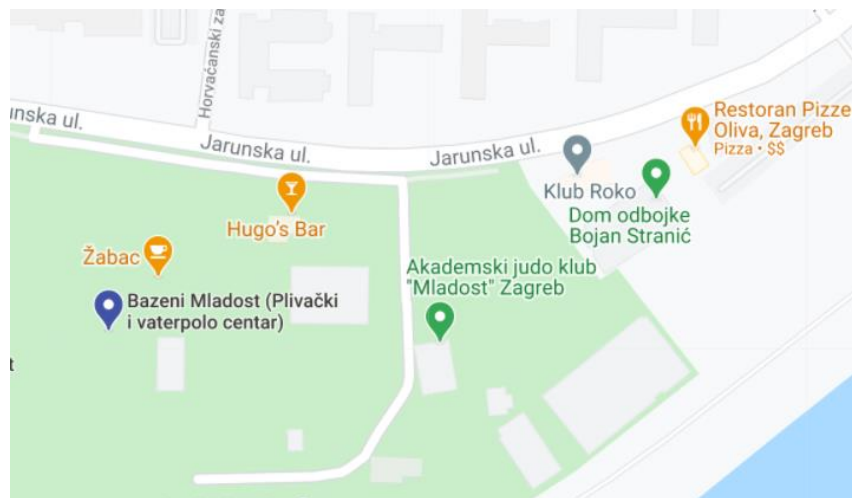 Horvaćanski za
unska ul.
Jarunska ul.
Jarunska ul.
Restoran Pizze
Oliva, Zagreb
Pizza • $$
Klub Roko
Dom odbojke
Bojan Stranić
Hugo's Bar
Žabac
Akademski judo klub
"Mladost" Zagreb
Bazeni Mladost (Plivački
i vaterpolo centar)
t